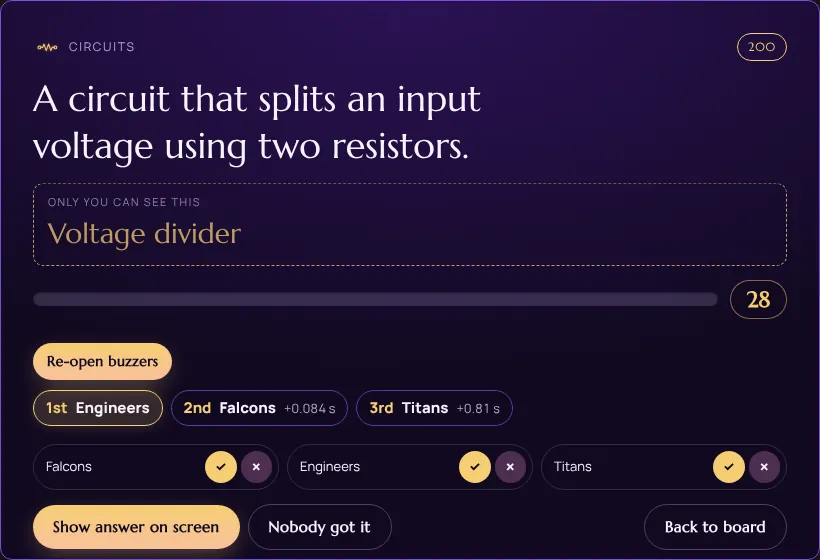 CIRCUITS
200
A circuit that splits an input
voltage using two resistors.
ONLY YOU CAN SEE THIS
Voltage divider
28
Re-open buzzers
1st Engineers
2nd Falcons +0.084 s
3rd Titans +0.81 s
Falcons
Engineers
Titans
Show answer on screen
Nobody got it
Back to board